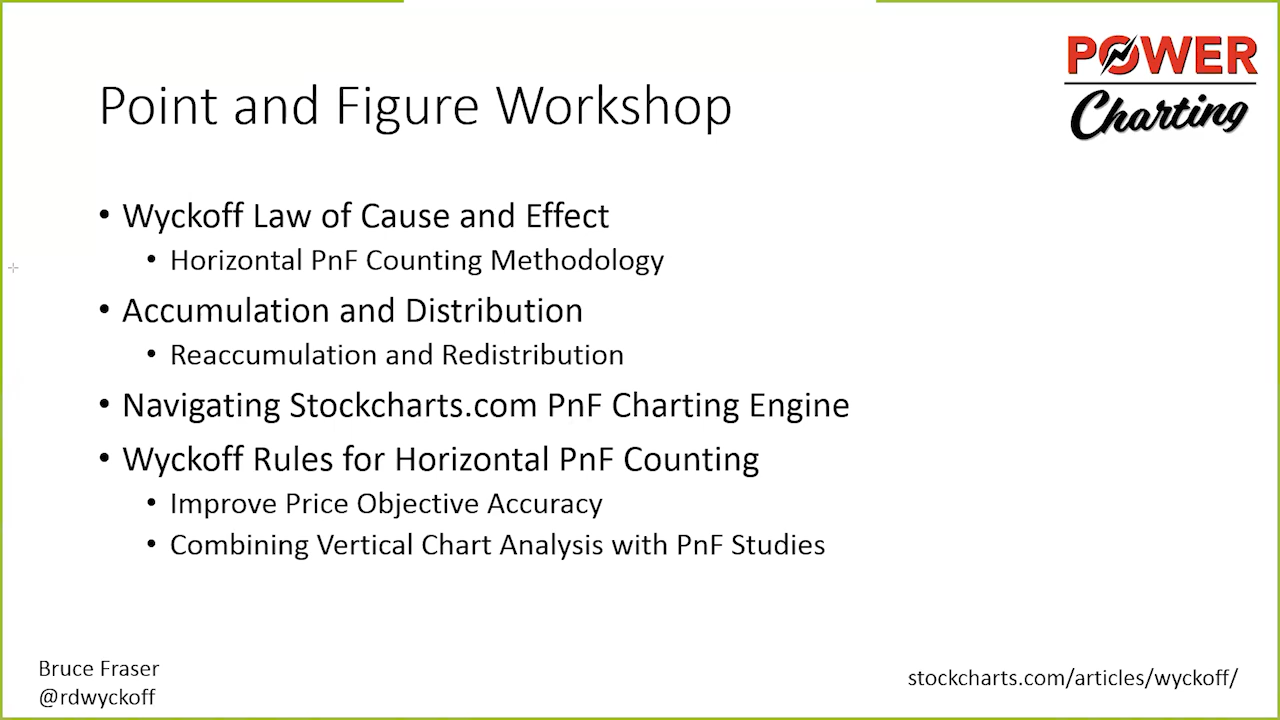 POWER
Charting
Point and Figure Workshop
• Wyckoff Law of Cause and Effect
• Horizontal PnF Counting Methodology
• Accumulation and Distribution
• Reaccumulation and Redistribution
• Navigating Stockcharts.com PnF Charting Engine
• Wyckoff Rules for Horizontal PnF Counting
• Improve Price Objective Accuracy
• Combining Vertical Chart Analysis with PnF Studies
Bruce Fraser
@rdwyckoff
stockcharts.com/articles/wyckoff/